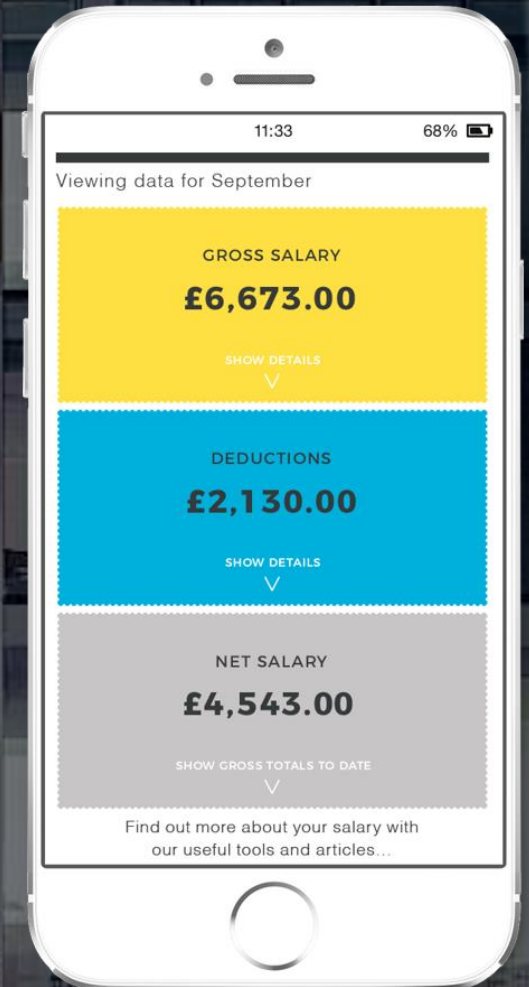 11:33 68%
Viewing data for September
GROSS SALARY
£6,673.00
SHOW DETAILS
DEDUCTIONS
£2,130.00
SHOW DETAILS
NET SALARY
£4,543.00
SHOW GROSS TOTALS TO DATE
Find out more about your salary with
our useful tools and articles...